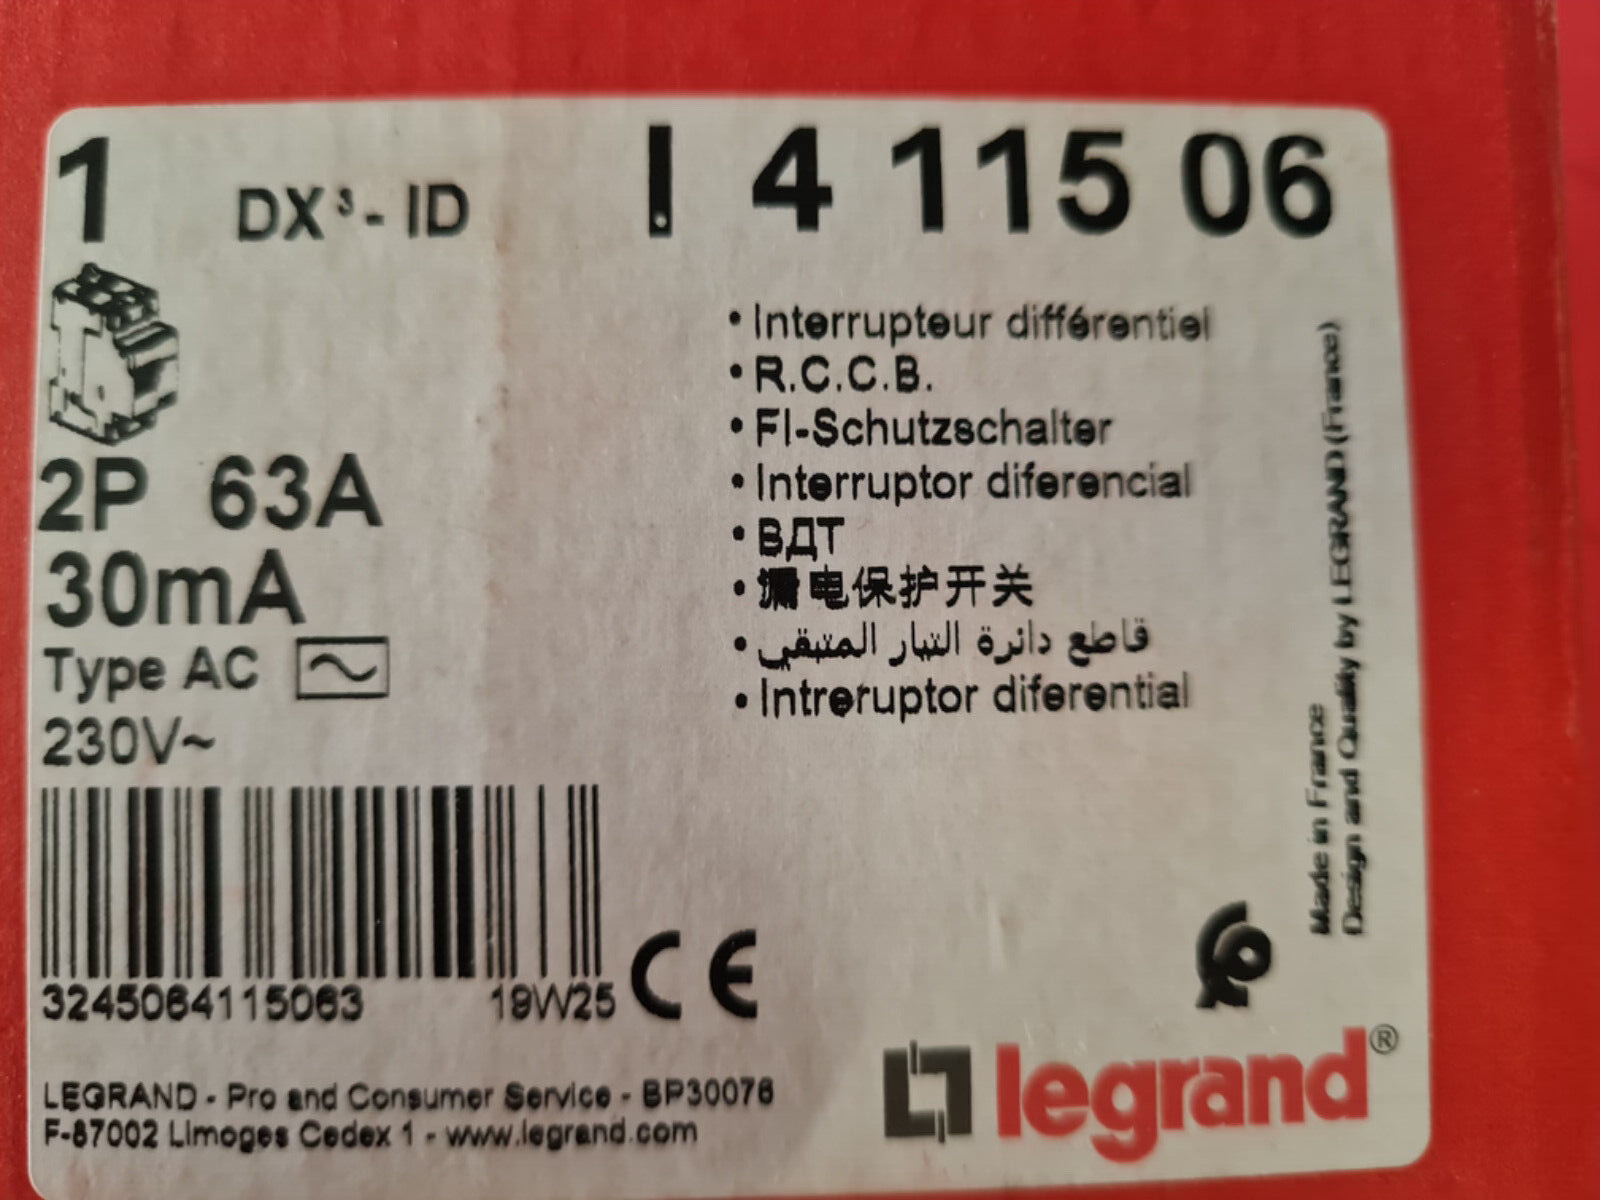 1 DX³-ID I 4 115 06
• Interrupteur différentiel
• R.C.C.B.
• FI-Schutzschalter
• Interruptor diferencial
• ВДТ
• 漏电保护开关
• قاطع دائرة التيار المتبقي
• Intreruptor diferential
2P 63A
30mA
Type AC
230V~
3245064115063 19W25
CE
LEGRAND - Pro and Consumer Service - BP30076
F-87002 Limoges Cedex 1 - www.legrand.com
Made in France
Design and Quality by LEGRAND (France)
legrand®